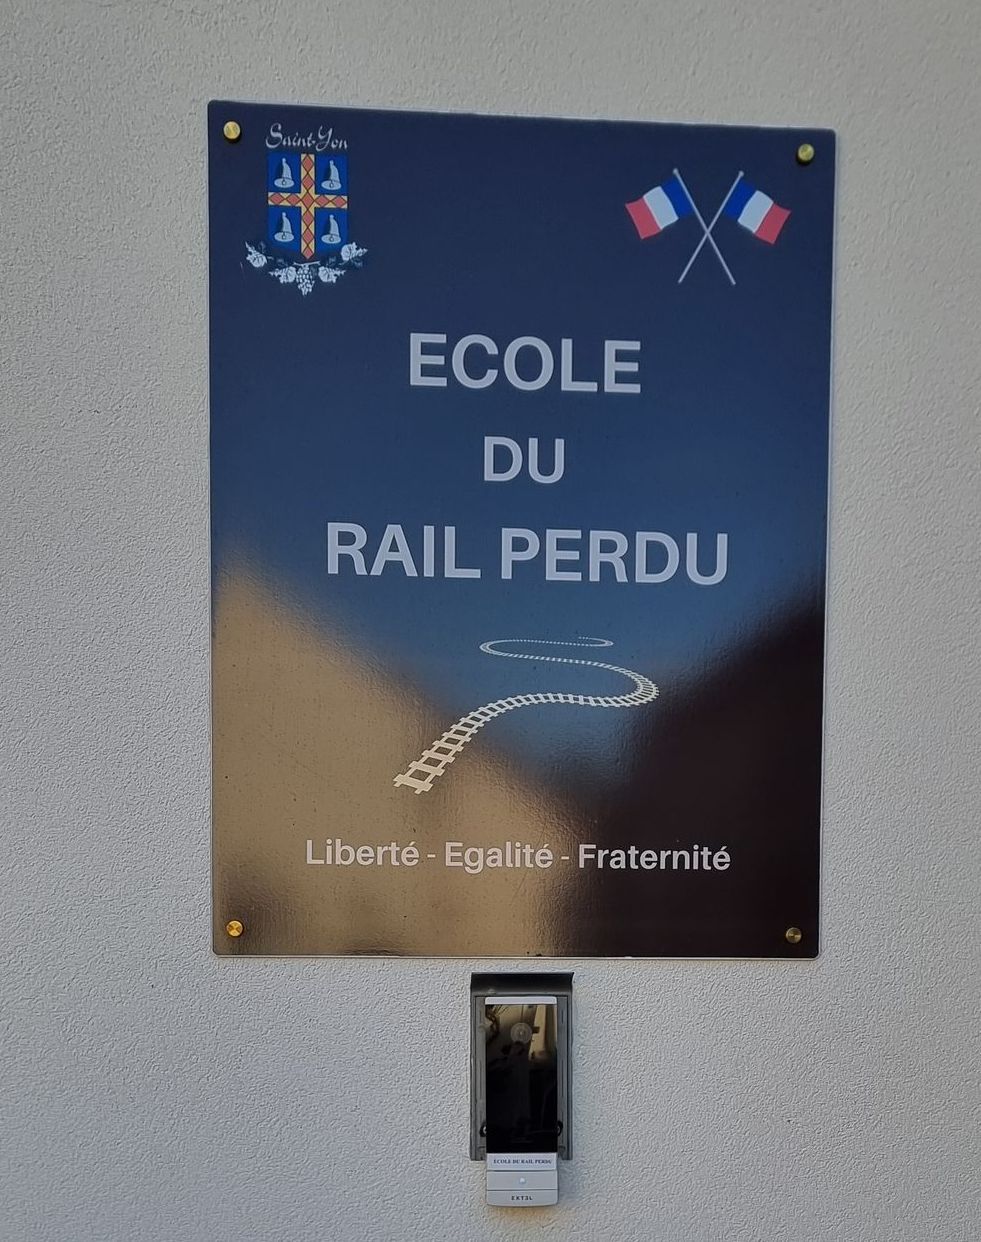 Saint-Yon
ECOLE
DU
RAIL PERDU
Liberté - Egalité - Fraternité
ECOLE DU RAIL PERDU
EXTEL